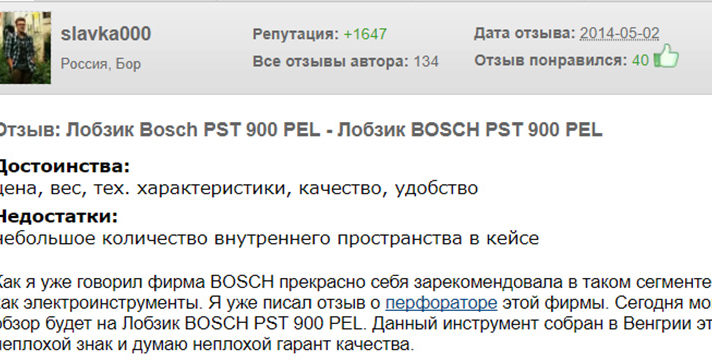 slavka000
Репутация: +1647
Дата отзыва: 2014-05-02
Россия, Бор
Все отзывы автора: 134
Отзыв понравился: 40
Отзыв: Лобзик Bosch PST 900 PEL - Лобзик BOSCH PST 900 PEL
Достоинства:
цена, вес, тех. характеристики, качество, удобство
Недостатки:
небольшое количество внутреннего пространства в кейсе
Как я уже говорил фирма BOSCH прекрасно себя зарекомендовала в таком сегменте
как электроинструменты. Я уже писал отзыв о перфораторе этой фирмы. Сегодня мо
обзор будет на Лобзик BOSCH PST 900 PEL. Данный инструмент собран в Венгрии эт
неплохой знак и думаю неплохой гарант качества.